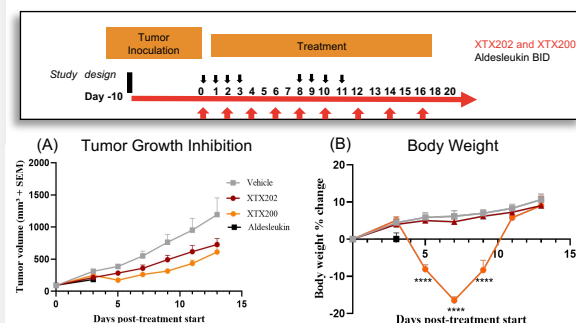 Tumor
Inoculation
Treatment
XTX202 and XTX200
Aldesleukin BID
Study design
Day -10
0 1 2 3 4 5 6 7 8 9 10 11 12 13 14 15 16 18 20
(A) Tumor Growth Inhibition
Tumor volume (mm³ + SEM)
2000
1500
1000
500
0
Vehicle
XTX202
XTX200
Aldesleukin
0 5 10 15
Days post-treatment start
(B) Body Weight
Body weight % change
20
10
0
-10
-20
5 10 15
****
****
****
Days post-treatment start